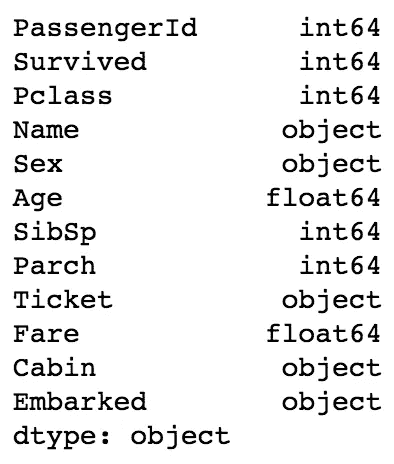 PassengerId      int64
Survived         int64
Pclass           int64
Name            object
Sex             object
Age            float64
SibSp            int64
Parch            int64
Ticket          object
Fare           float64
Cabin           object
Embarked        object
dtype: object